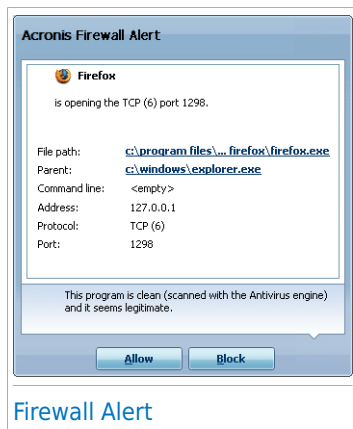 Acronis Firewall Alert
Firefox
is opening the TCP (6) port 1298.
File path: c:\program files\... firefox\firefox.exe
Parent: c:\windows\explorer.exe
Command line: <empty>
Address: 127.0.0.1
Protocol: TCP (6)
Port: 1298
This program is clean (scanned with the Antivirus engine)
and it seems legitimate.
Allow Block
Firewall Alert